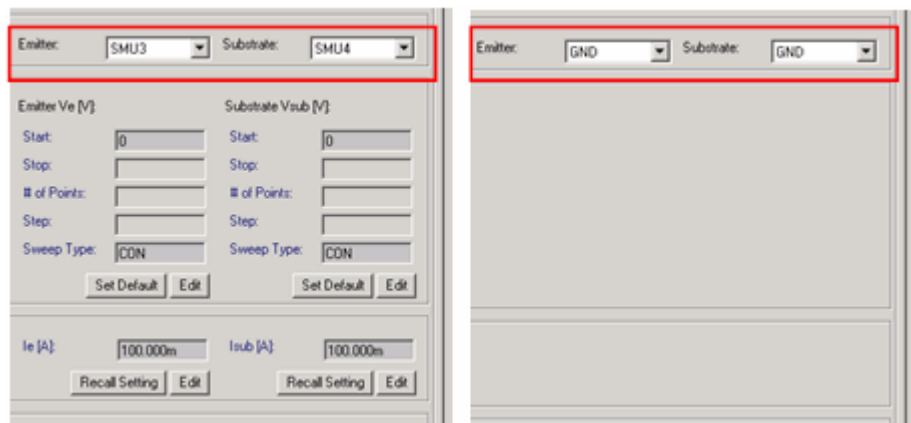 Emitter: SMU3 Substrate: SMU4
Emitter Ve [V]: Substrate Vsub [V]:
Start: 0 Start: 0
Stop: Stop:
# of Points: # of Points:
Step: Step:
Sweep Type: CON Sweep Type: CON
Set Default Edit Set Default Edit
Ie [A]: 100.000m Isub [A]: 100.000m
Recall Setting Edit Recall Setting Edit
Emitter: GND Substrate: GND